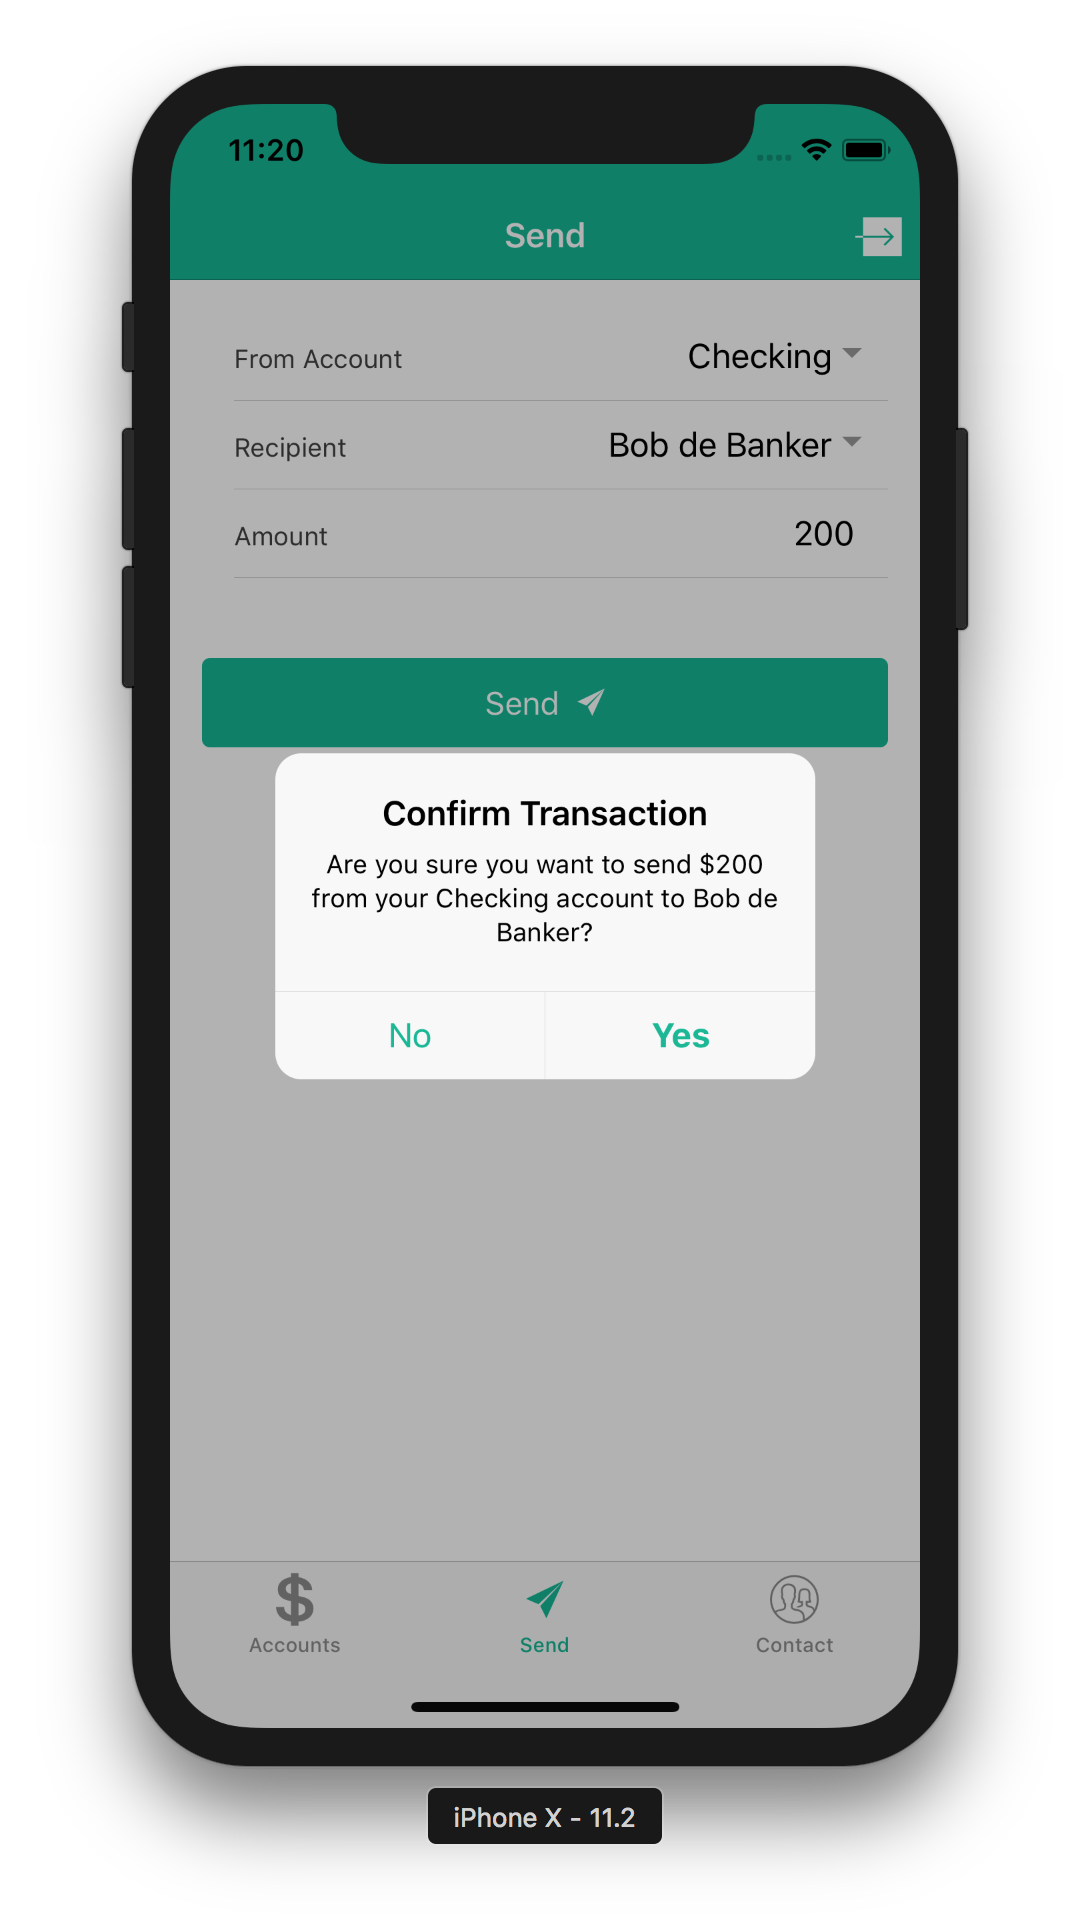 11:20
Send
From Account Checking
Recipient Bob de Banker
Amount 200
Send
Confirm Transaction
Are you sure you want to send $200
from your Checking account to Bob de
Banker?
No Yes
Accounts Send Contact
iPhone X - 11.2